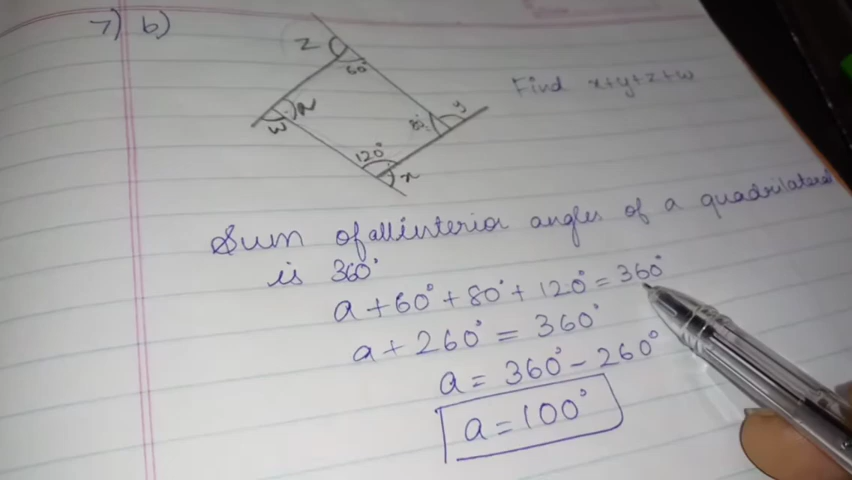 7) b)
z
60°
a
w
80°
y
120°
x
Find x+y+z+w
Sum of all interior angles of a quadrilateral
is 360°
a + 60° + 80° + 120° = 360°
a + 260° = 360°
a = 360° - 260°
a = 100°